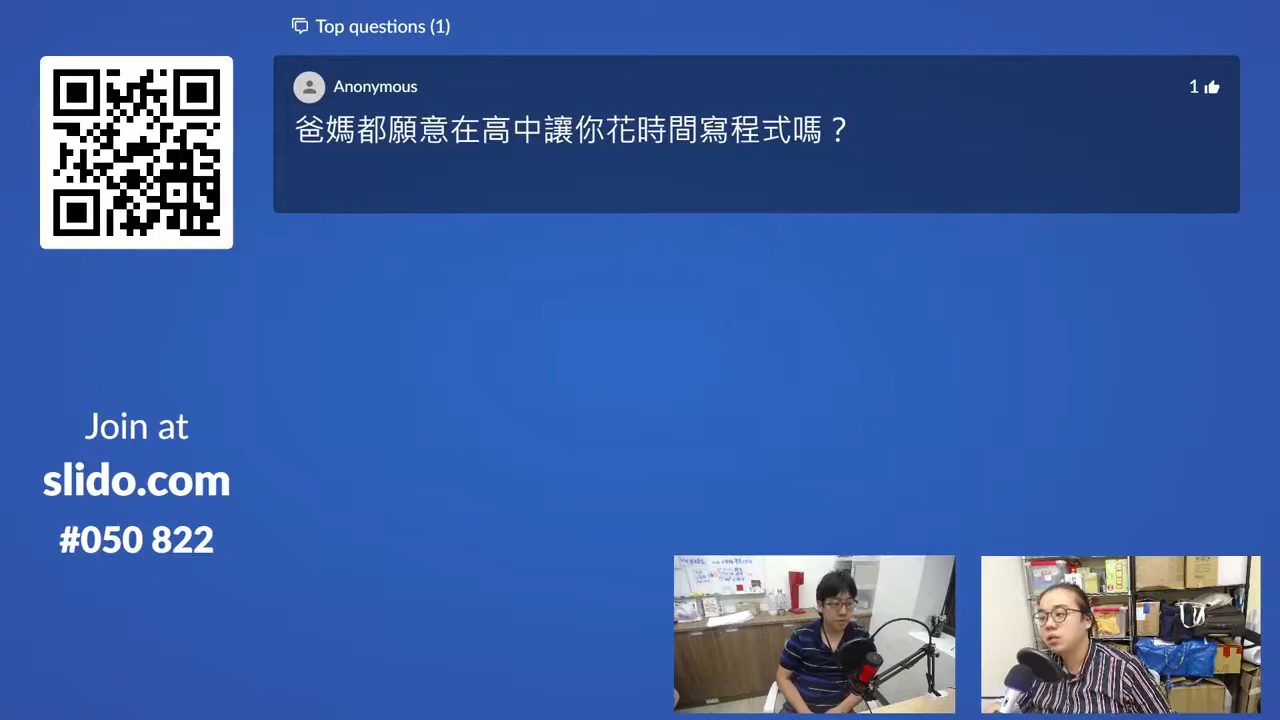 Top questions (1)
Anonymous
1
爸媽都願意在高中讓你花時間寫程式嗎？
Join at
slido.com
#050 822